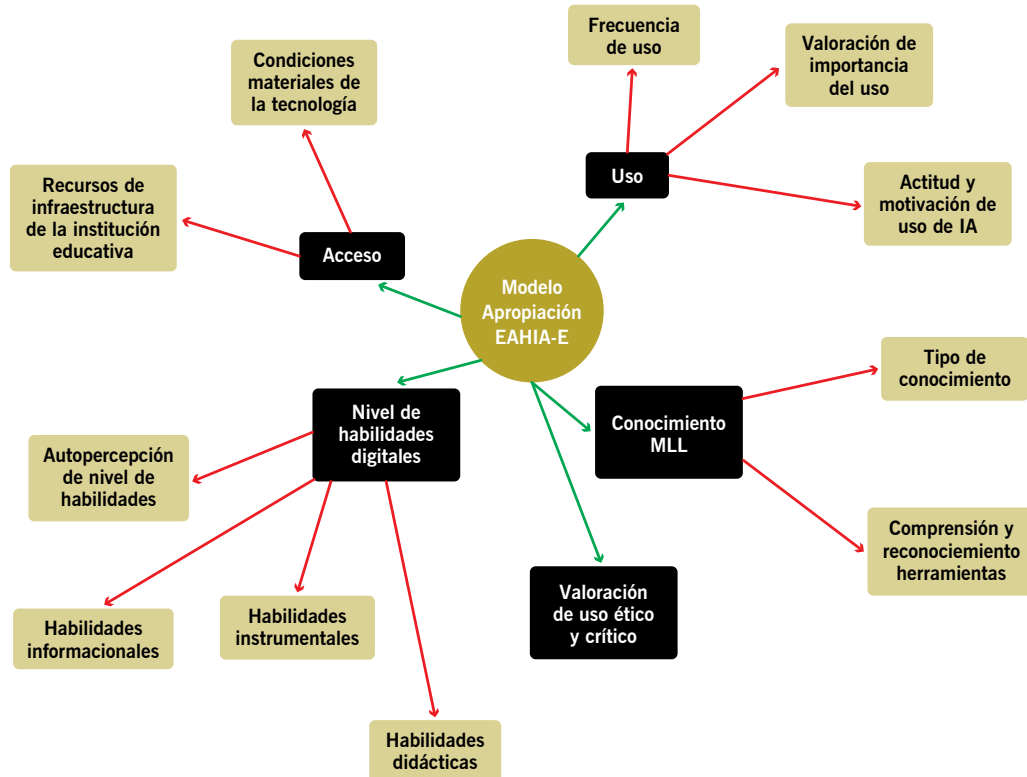 Frecuencia
de uso
Valoración de
importancia
del uso
Condiciones
materiales de
la tecnología
Uso
Recursos de
infraestructura
de la institución
educativa
Actitud y
motivación de
uso de IA
Acceso
Modelo
Apropiación
EAHIA-E
Tipo de
conocimiento
Nivel de
habilidades
digitales
Conocimiento
MLL
Autopercepción
de nivel de
habilidades
Comprensión y
reconociemiento
herramientas
Valoración
de uso ético
y crítico
Habilidades
informacionales
Habilidades
instrumentales
Habilidades
didácticas